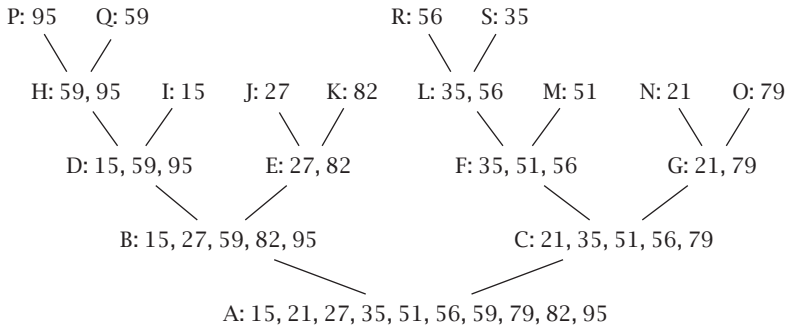 P: 95 Q: 59 R: 56 S: 35
H: 59, 95 I: 15 J: 27 K: 82 L: 35, 56 M: 51 N: 21 O: 79
D: 15, 59, 95 E: 27, 82 F: 35, 51, 56 G: 21, 79
B: 15, 27, 59, 82, 95 C: 21, 35, 51, 56, 79
A: 15, 21, 27, 35, 51, 56, 59, 79, 82, 95